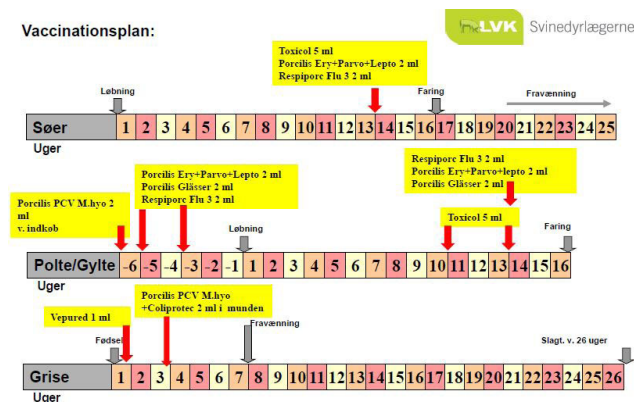 Vaccinationsplan:
LVK Svinedyrlægerne
Toxicol 5 ml
Porcilis Ery+Parvo+Lepto 2 ml
Respiporc Flu 3 2 ml
Løbning
Faring
Fravænning
Søer 1 2 3 4 5 6 7 8 9 10 11 12 13 14 15 16 17 18 19 20 21 22 23 24 25
Uger
Porcilis PCV M.hyo 2
ml
v. indkob
Porcilis Ery+Parvo+Lepto 2 ml
Porcilis Glässer 2 ml
Respiporc Flu 3 2 ml
Løbning
Respiporc Flu 3 2 ml
Porcilis Ery+Parvo+lepto 2 ml
Porcilis Glässer 2 ml
Toxicol 5 ml
Faring
Polte/Gylte -6 -5 -4 -3 -2 -1 1 2 3 4 5 6 7 8 9 10 11 12 13 14 15 16
Uger
Vepured 1 ml
Fødsel
Porcilis PCV M.hyo
+Coliprotec 2 ml i munden
Fravænning
Slagt. v. 26 uger
Grise 1 2 3 4 5 6 7 8 9 10 11 12 13 14 15 16 17 18 19 20 21 22 23 24 25 26
Uger